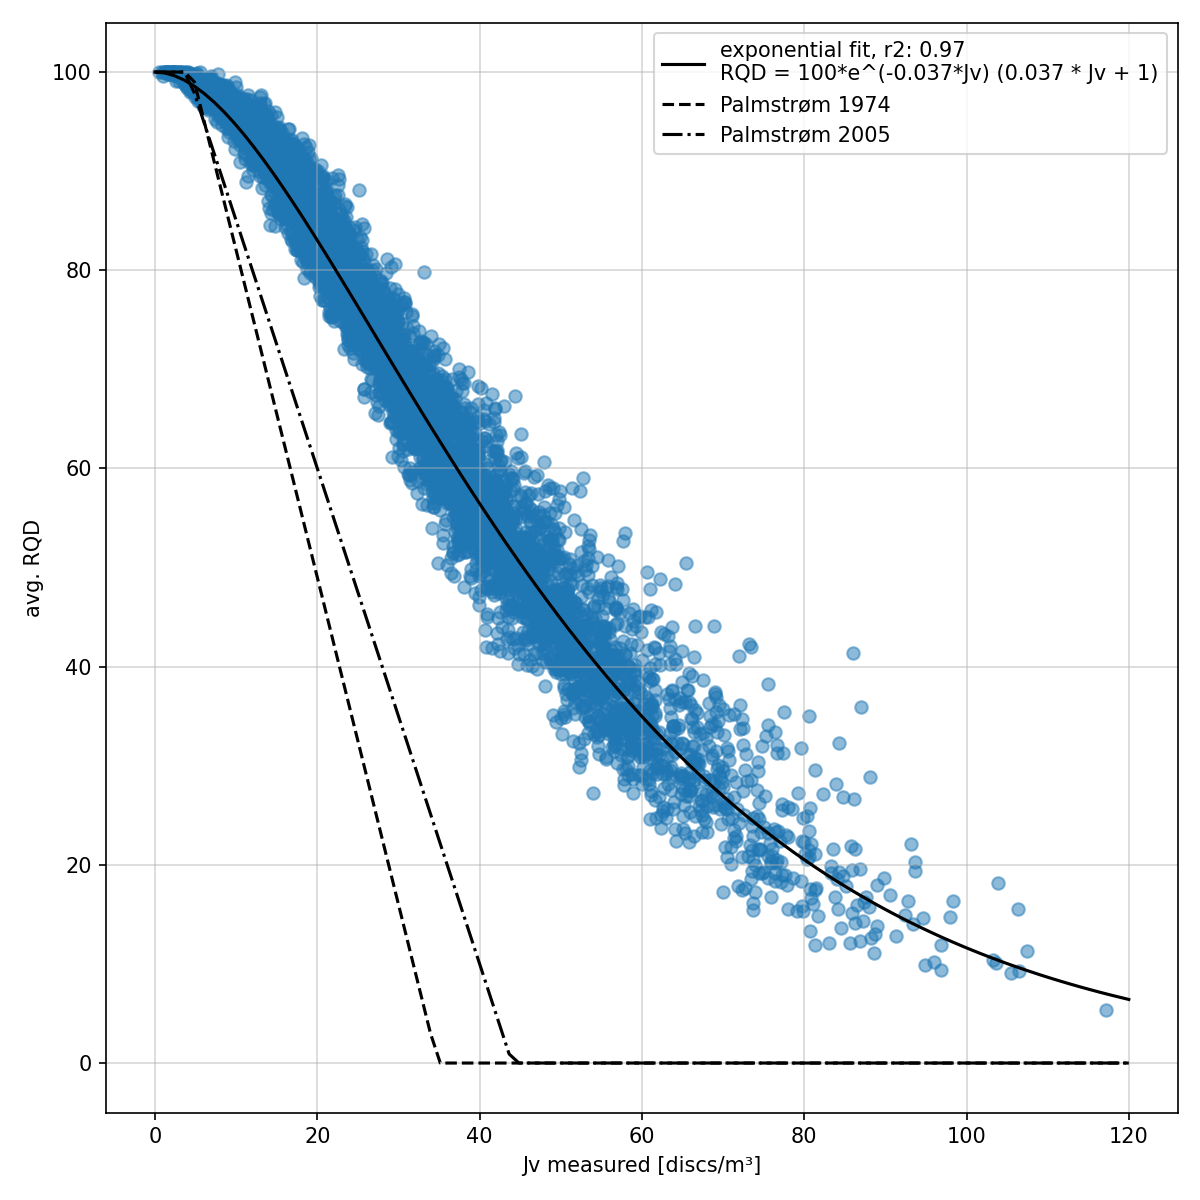 exponential fit, r2: 0.97
RQD = 100*e^(-0.037*Jv) (0.037 * Jv + 1)
Palmstrøm 1974
Palmstrøm 2005
100
80
60
40
20
0
avg. RQD
0 20 40 60 80 100 120
Jv measured [discs/m³]